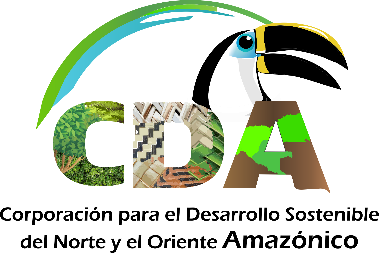 CDA
Corporación para el Desarrollo Sostenible
del Norte y el Oriente Amazónico